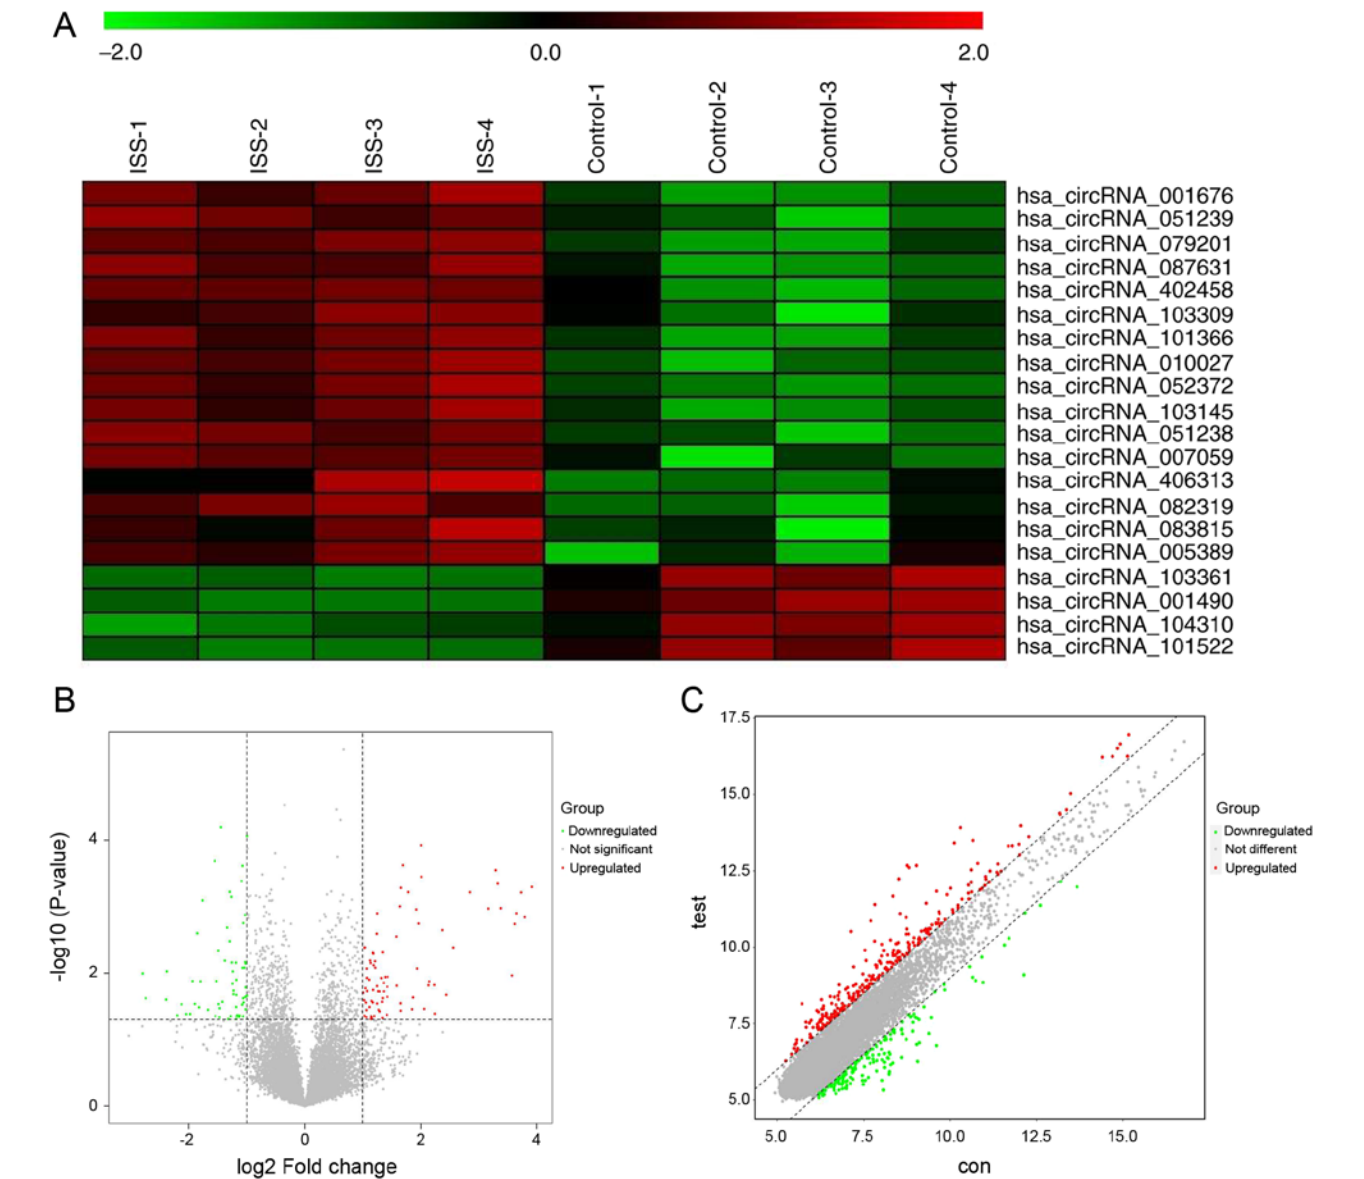 A
−2.0 0.0 2.0
ISS-1 ISS-2 ISS-3 ISS-4 Control-1 Control-2 Control-3 Control-4
hsa_circRNA_001676
hsa_circRNA_051239
hsa_circRNA_079201
hsa_circRNA_087631
hsa_circRNA_402458
hsa_circRNA_103309
hsa_circRNA_101366
hsa_circRNA_010027
hsa_circRNA_052372
hsa_circRNA_103145
hsa_circRNA_051238
hsa_circRNA_007059
hsa_circRNA_406313
hsa_circRNA_082319
hsa_circRNA_083815
hsa_circRNA_005389
hsa_circRNA_103361
hsa_circRNA_001490
hsa_circRNA_104310
hsa_circRNA_101522
B
-log10 (P-value)
4
2
0
-2 0 2 4
log2 Fold change
Group
Downregulated
Not significant
Upregulated
C
test
17.5
15.0
12.5
10.0
7.5
5.0
5.0 7.5 10.0 12.5 15.0
con
Group
Downregulated
Not different
Upregulated